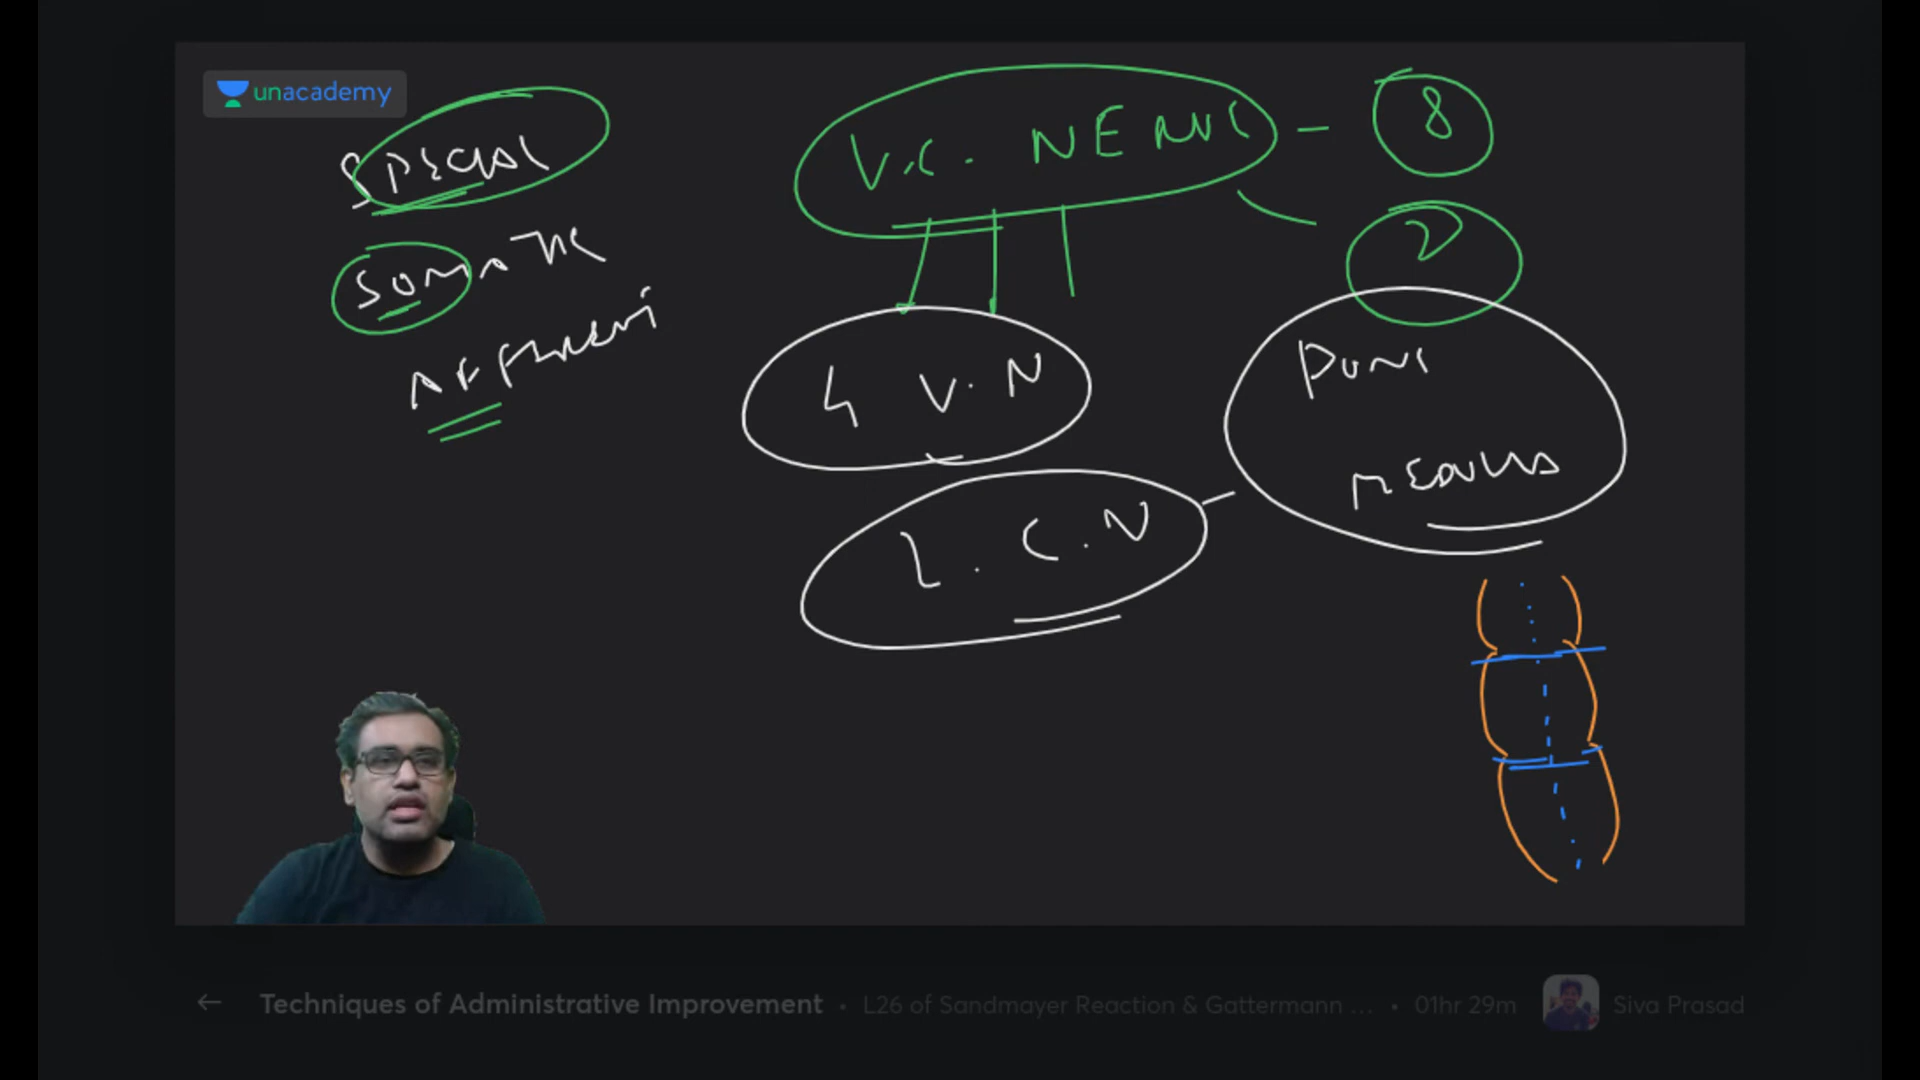 unacademy
SPECIAL
SOMATIC
AFFERENT
V.C. NERVE - 8
2
4 V.N
2. C. N
PONS
MEDULLA
Techniques of Administrative Improvement • L26 of Sandmayer Reaction & Gattermann ... • 01hr 29m Siva Prasad